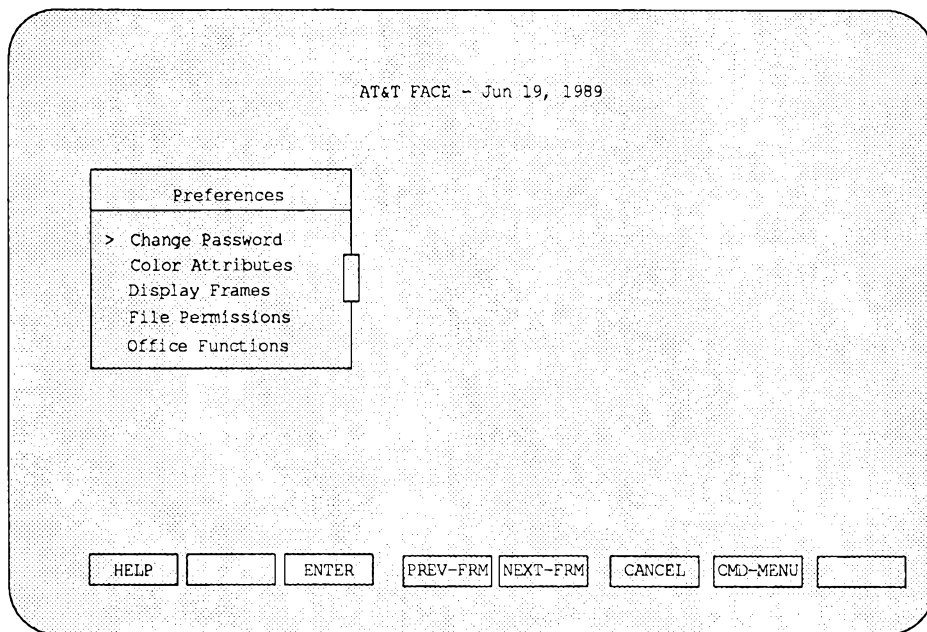 AT&T FACE - Jun 19, 1989
Preferences
> Change Password
Color Attributes
Display Frames
File Permissions
Office Functions
HELP ENTER PREV-FRM NEXT-FRM CANCEL CMD-MENU